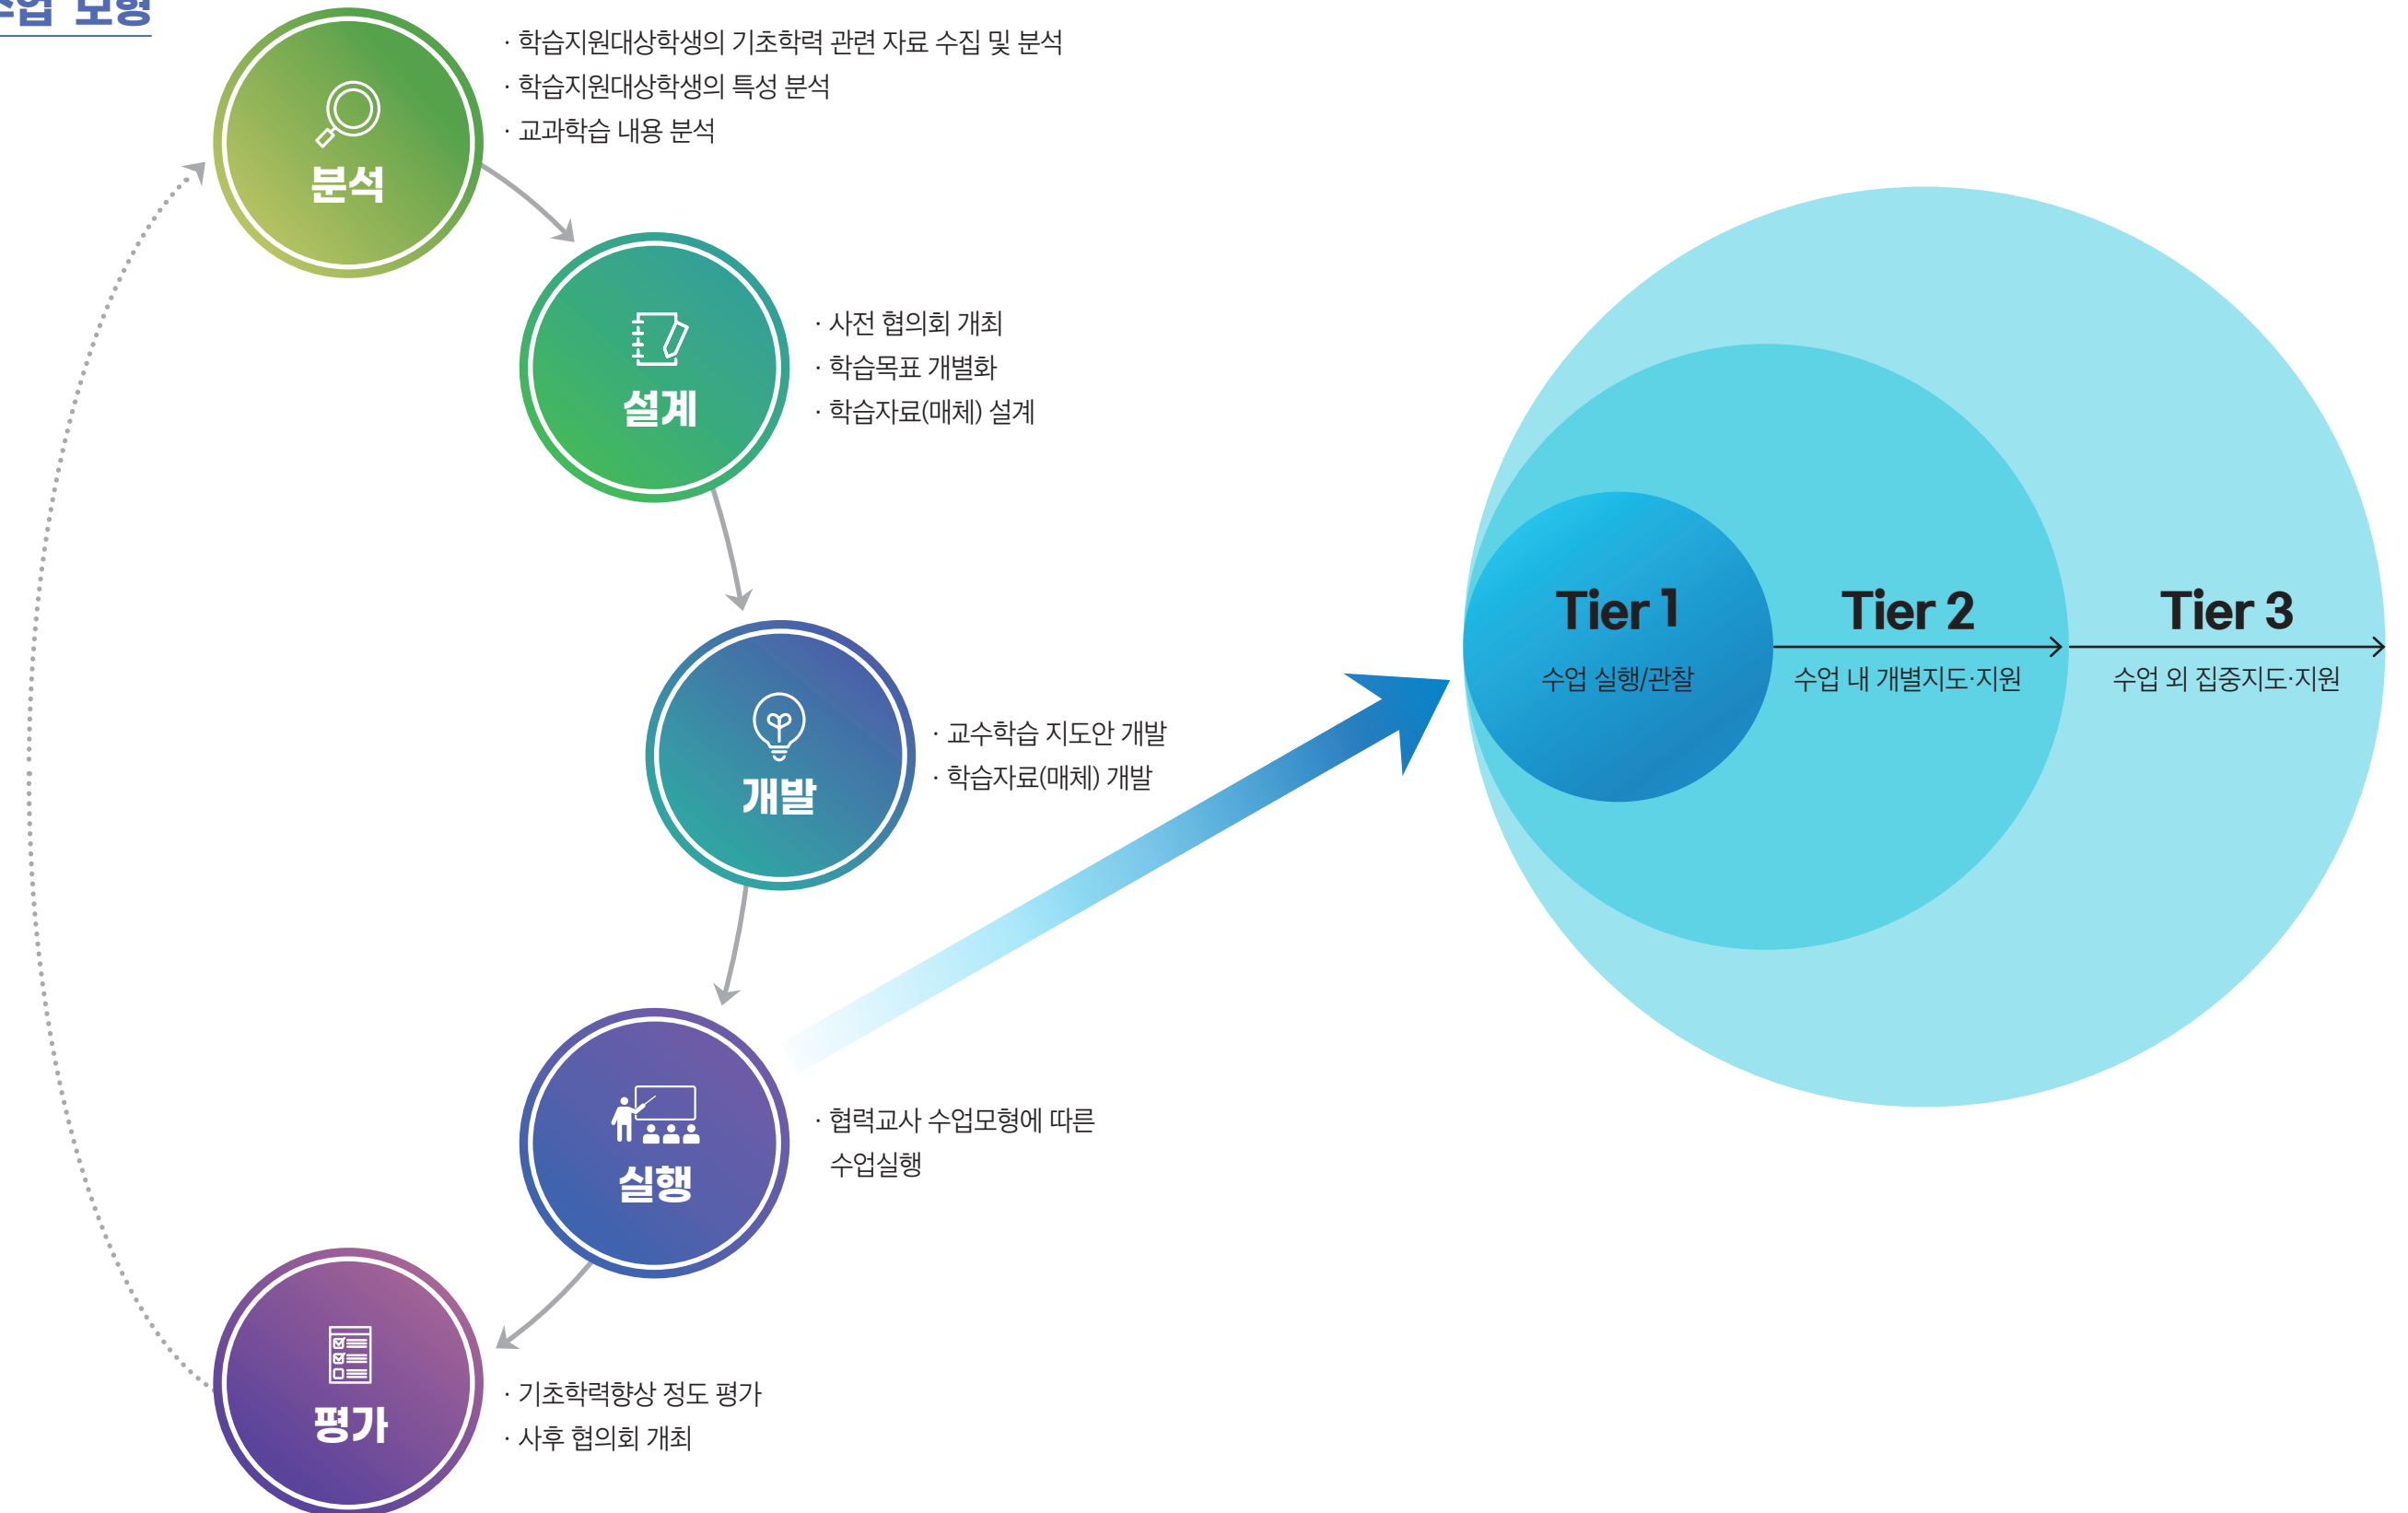 수업 모형
· 학습지원대상학생의 기초학력 관련 자료 수집 및 분석
· 학습지원대상학생의 특성 분석
· 교과학습 내용 분석
분석
· 사전 협의회 개최
· 학습목표 개별화
· 학습자료(매체) 설계
설계
· 교수학습 지도안 개발
· 학습자료(매체) 개발
개발
· 협력교사 수업모형에 따른
수업실행
실행
· 기초학력향상 정도 평가
· 사후 협의회 개최
평가
Tier 1
수업 실행/관찰
Tier 2
수업 내 개별지도·지원
Tier 3
수업 외 집중지도·지원